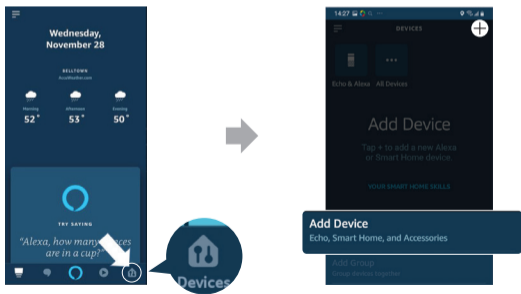 Wednesday,
November 28
BELLTOWN
AccuWeather.com
Morning
Afternoon
Evening
52°
53°
50°
TRY SAYING
"Alexa, how many
are in a cup?"
Devices
14:27
DEVICES
Echo & Alexa
All Devices
Add Device
Tap + to add a new Alexa
or Smart Home device.
YOUR SMART HOME SKILLS
Add Device
Echo, Smart Home, and Accessories
Add Group
Group devices together